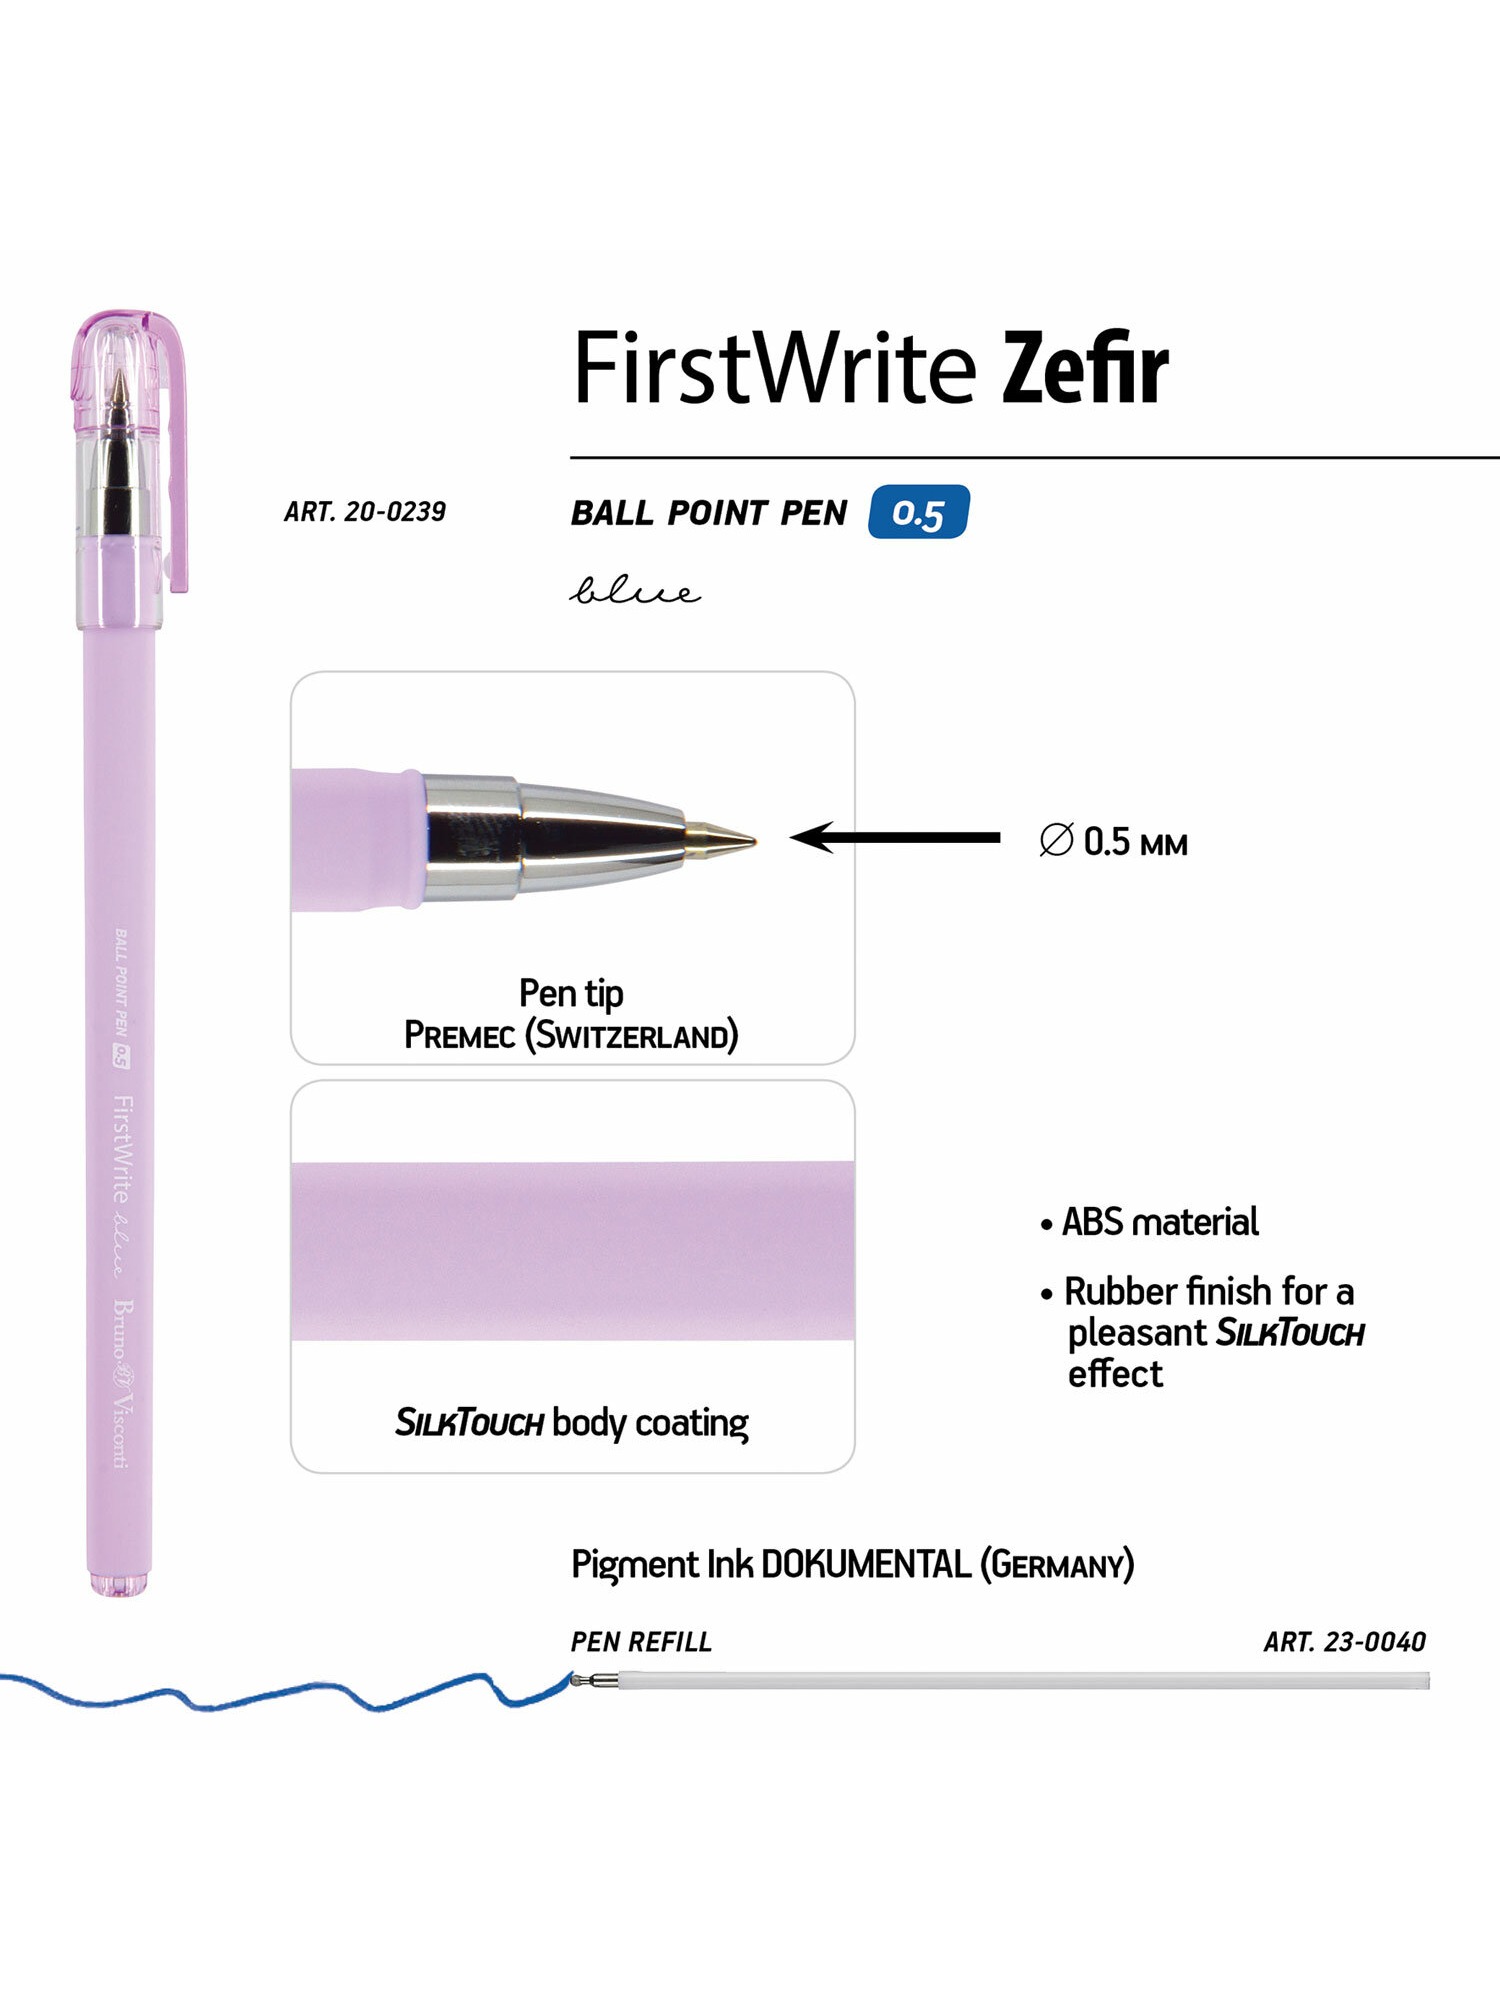 FirstWrite Zefir
ART. 20-0239
BALL POINT PEN 0.5
blue
Ø 0.5 мм
Pen tip
PREMEC (SWITZERLAND)
BALL POINT PEN 0.5 FirstWrite blue Bruno BV Visconti
• ABS material
• Rubber finish for a
pleasant SILKTOUCH
effect
SILKTOUCH body coating
Pigment Ink DOKUMENTAL (GERMANY)
PEN REFILL
ART. 23-0040